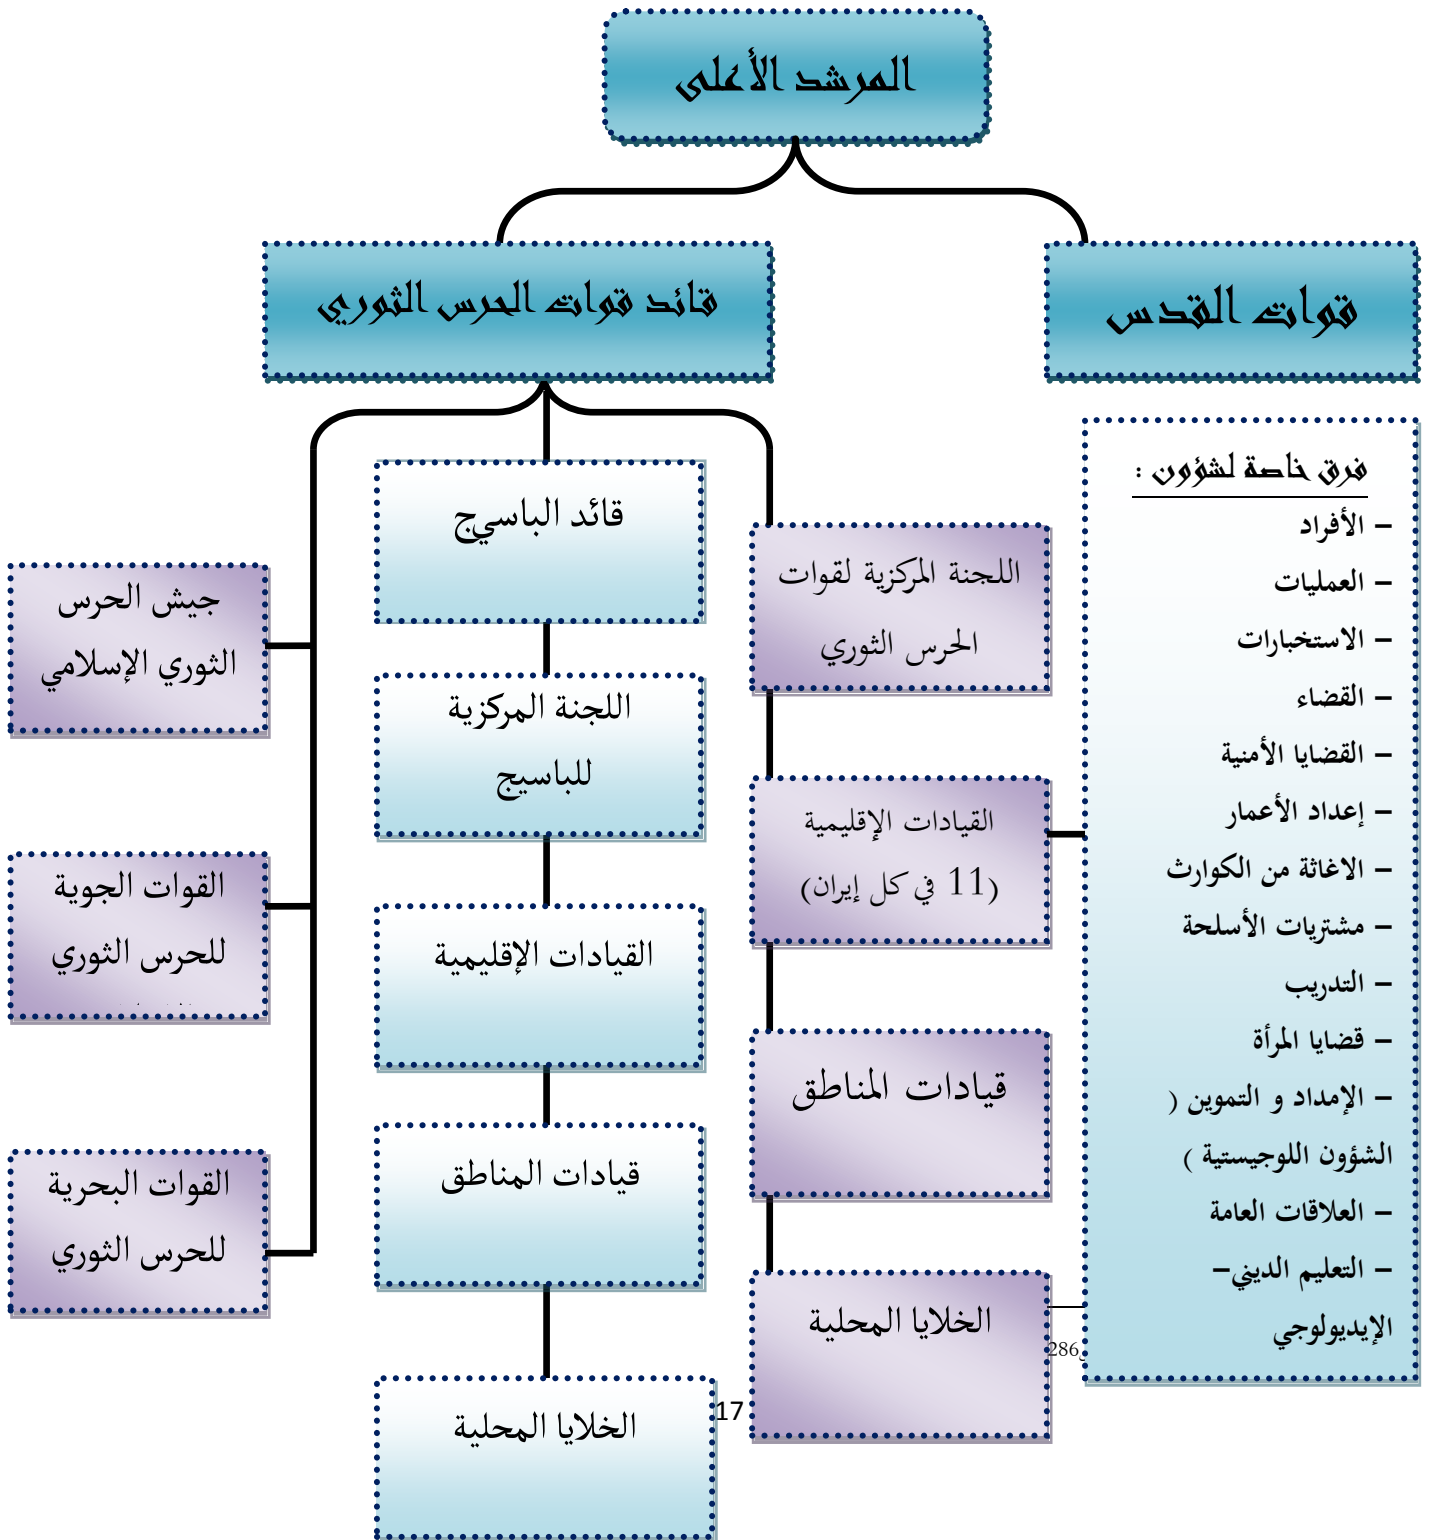 المرشد الأعلى
قوات القدس
قائد قوات الحرس الثوري
فرق خاصة لشؤون :
– الأفراد
– العمليات
– الاستخبارات
– القضاء
– القضايا الأمنية
– إعداد الأعمار
– الاغاثة من الكوارث
– مشتريات الأسلحة
– التدريب
– قضايا المرأة
– الإمداد و التموين (
الشؤون اللوجيستية )
– العلاقات العامة
– التعليم الديني–
الإيديولوجي
اللجنة المركزية لقوات
الحرس الثوري
القيادات الإقليمية
(11 في كل إيران)
قيادات المناطق
الخلايا المحلية
قائد الباسيج
اللجنة المركزية
للباسيج
القيادات الإقليمية
قيادات المناطق
الخلايا المحلية
جيش الحرس
الثوري الإسلامي
القوات الجوية
للحرس الثوري
القوات البحرية
للحرس الثوري
286
17